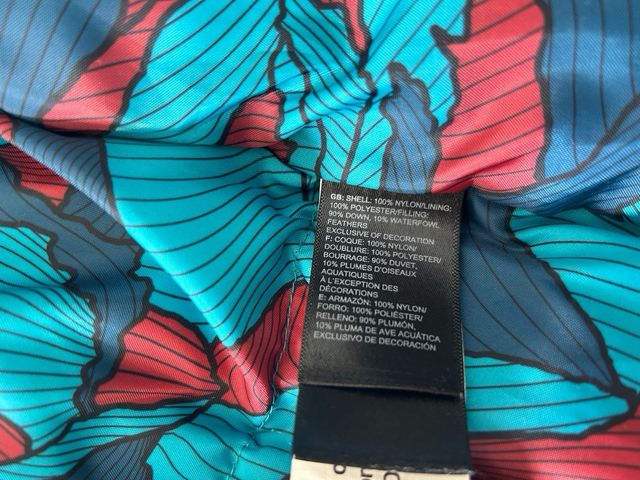 GB: SHELL: 100% NYLON/LINING:
100% POLYESTER/FILLING:
90% DOWN, 10% WATERFOWL
FEATHERS
EXCLUSIVE OF DECORATION
F: COQUE: 100% NYLON/
DOUBLURE: 100% POLYESTER/
BOURRAGE: 90% DUVET,
10% PLUMES D'OISEAUX
AQUATIQUES
À L'EXCEPTION DES
DÉCORATIONS
E: ARMAZÓN: 100% NYLON/
FORRO: 100% POLIÉSTER/
RELLENO: 90% PLUMÓN,
10% PLUMA DE AVE ACUÁTICA
EXCLUSIVO DE DECORACIÓN